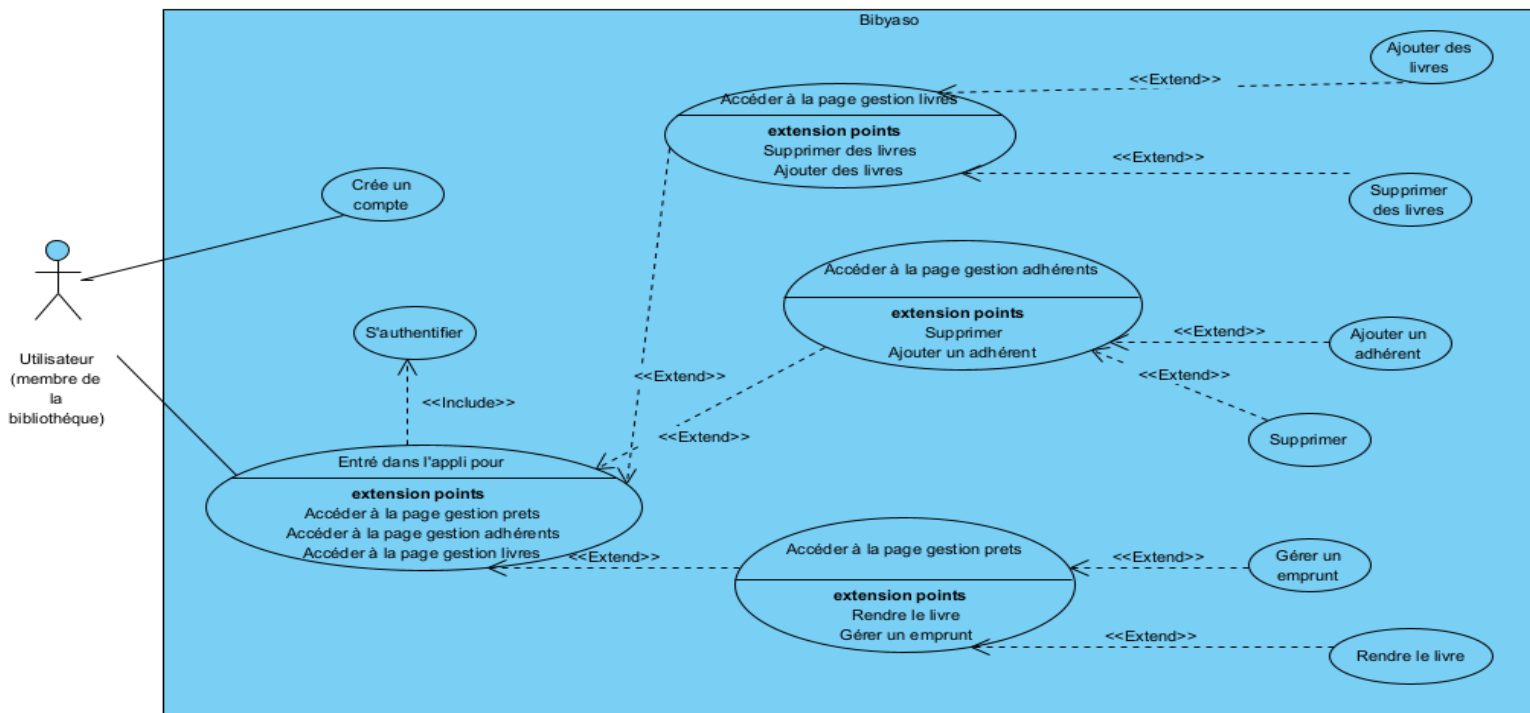 Bibyaso
Ajouter des
livres
<<Extend>>
Accéder à la page gestion livres
extension points
Supprimer des livres
Ajouter des livres
<<Extend>>
Supprimer
des livres
Crée un
compte
Utilisateur
(membre de
la
bibliothéque)
S'authentifier
<<Include>>
Accéder à la page gestion adhérents
extension points
Supprimer
Ajouter un adhérent
<<Extend>>
Ajouter un
adhérent
<<Extend>>
Supprimer
<<Extend>>
<<Extend>>
Entré dans l'appli pour
extension points
Accéder à la page gestion prets
Accéder à la page gestion adhérents
Accéder à la page gestion livres
<<Extend>>
Accéder à la page gestion prets
extension points
Rendre le livre
Gérer un emprunt
<<Extend>>
Gérer un
emprunt
<<Extend>>
Rendre le livre